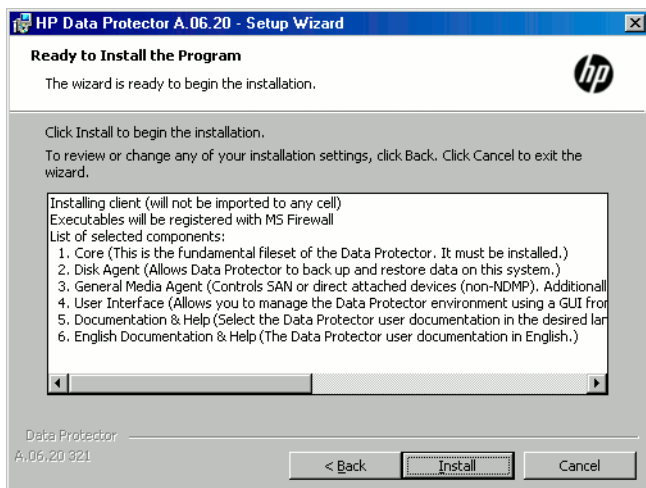 HP Data Protector A.06.20 - Setup Wizard
Ready to Install the Program
The wizard is ready to begin the installation.
hp
Click Install to begin the installation.
To review or change any of your installation settings, click Back. Click Cancel to exit the
wizard.
Installing client (will not be imported to any cell)
Executables will be registered with MS Firewall
List of selected components:
1. Core (This is the fundamental fileset of the Data Protector. It must be installed.)
2. Disk Agent (Allows Data Protector to back up and restore data on this system.)
3. General Media Agent (Controls SAN or direct attached devices (non-NDMP). Additionall
4. User Interface (Allows you to manage the Data Protector environment using a GUI fror
5. Documentation & Help (Select the Data Protector user documentation in the desired lar
6. English Documentation & Help (The Data Protector user documentation in English.)
Data Protector
A.06.20 321
< Back
Install
Cancel